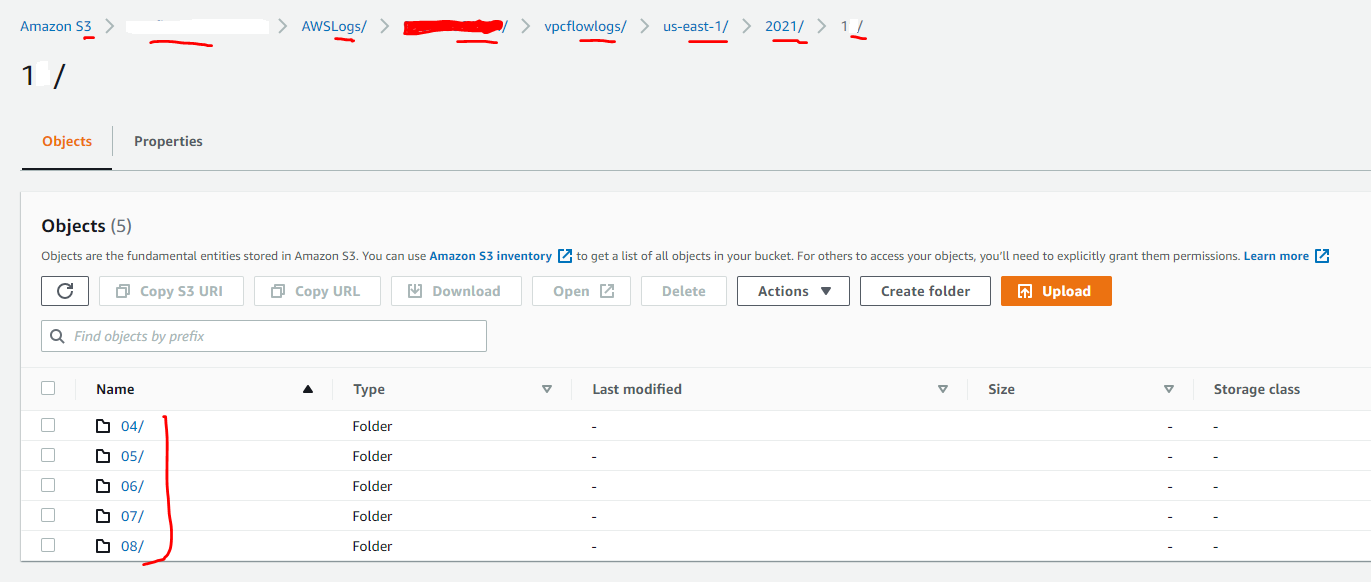 Amazon S3 > AWSLogs/ > / > vpcflowlogs/ > us-east-1/ > 2021/ > 1 /
1 /
Objects Properties
Objects (5)
Objects are the fundamental entities stored in Amazon S3. You can use Amazon S3 inventory to get a list of all objects in your bucket. For others to access your objects, you'll need to explicitly grant them permissions. Learn more
Copy S3 URI Copy URL Download Open Delete Actions Create folder Upload
Find objects by prefix
Name Type Last modified Size Storage class
04/ Folder - - -
05/ Folder - - -
06/ Folder - - -
07/ Folder - - -
08/ Folder - - -